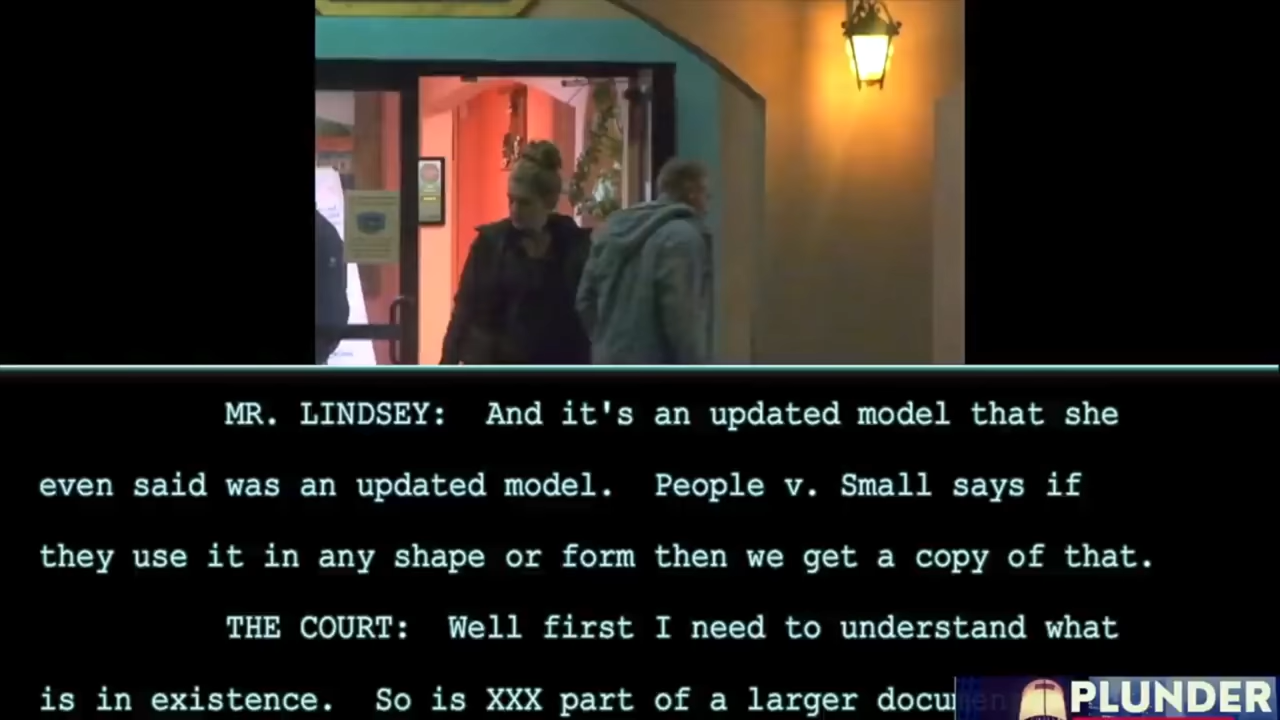 MR. LINDSEY: And it's an updated model that she
even said was an updated model. People v. Small says if
they use it in any shape or form then we get a copy of that.
THE COURT: Well first I need to understand what
is in existence. So is XXX part of a larger documen
PLUNDER